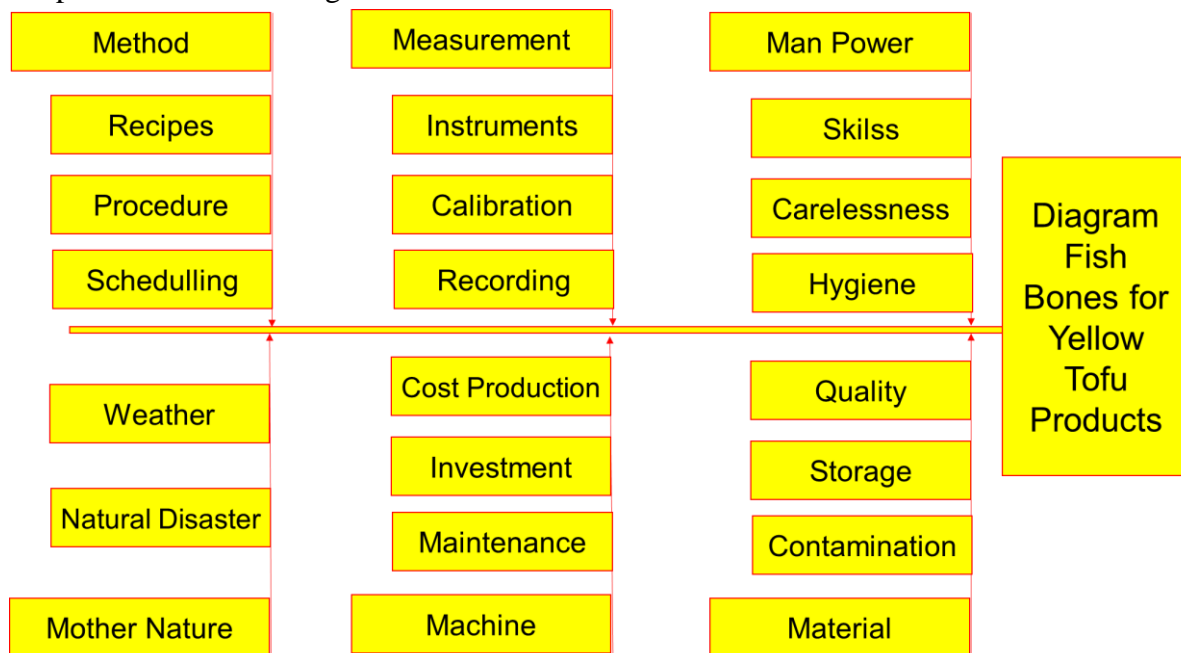 Method
Recipes
Procedure
Schedulling
Measurement
Instruments
Calibration
Recording
Man Power
Skilss
Carelessness
Hygiene
Weather
Natural Disaster
Mother Nature
Cost Production
Investment
Maintenance
Machine
Quality
Storage
Contamination
Material
Diagram
Fish
Bones for
Yellow
Tofu
Products